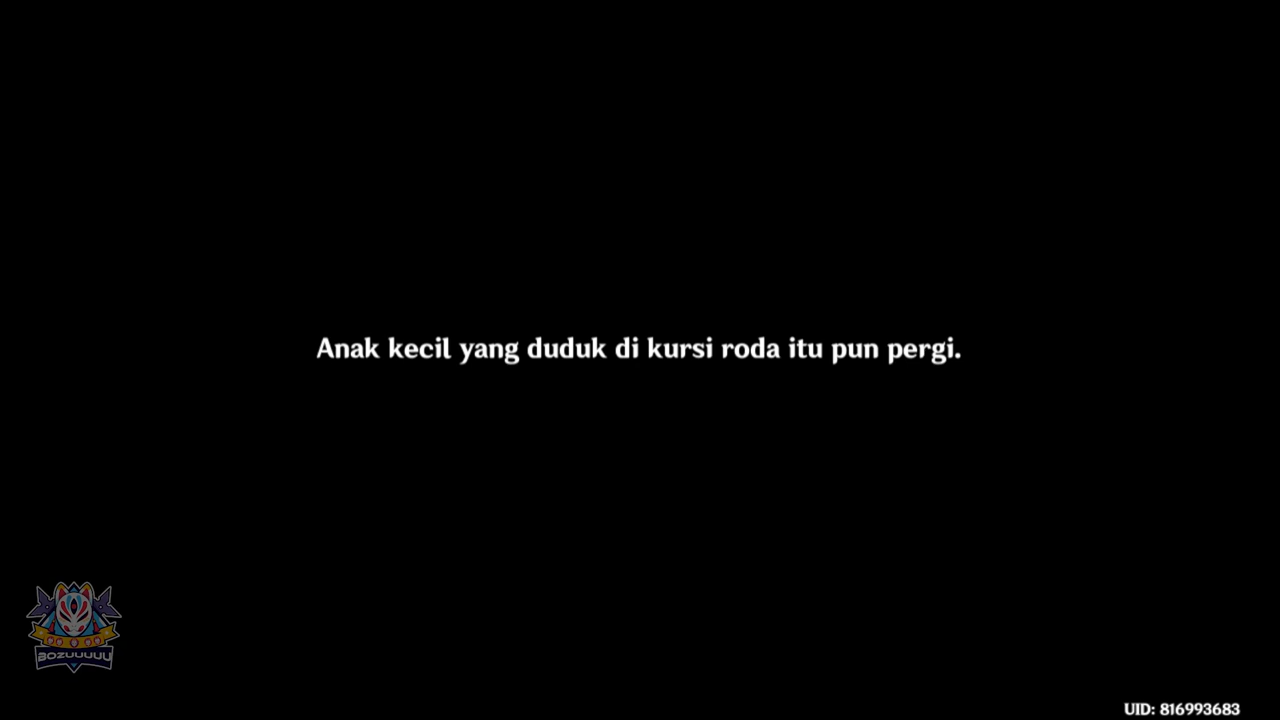 Anak kecil yang duduk di kursi roda itu pun pergi.
BOZUUUUU
UID: 816993683